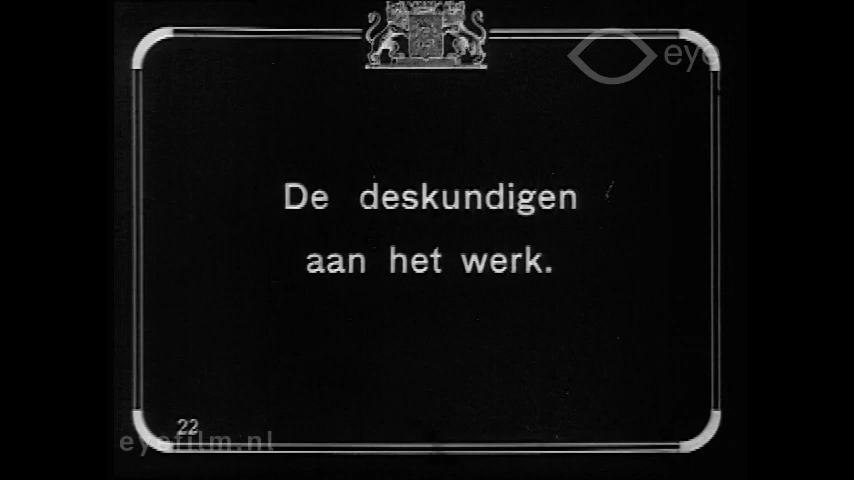 eye
De deskundigen
aan het werk.
22
eyefilm.nl